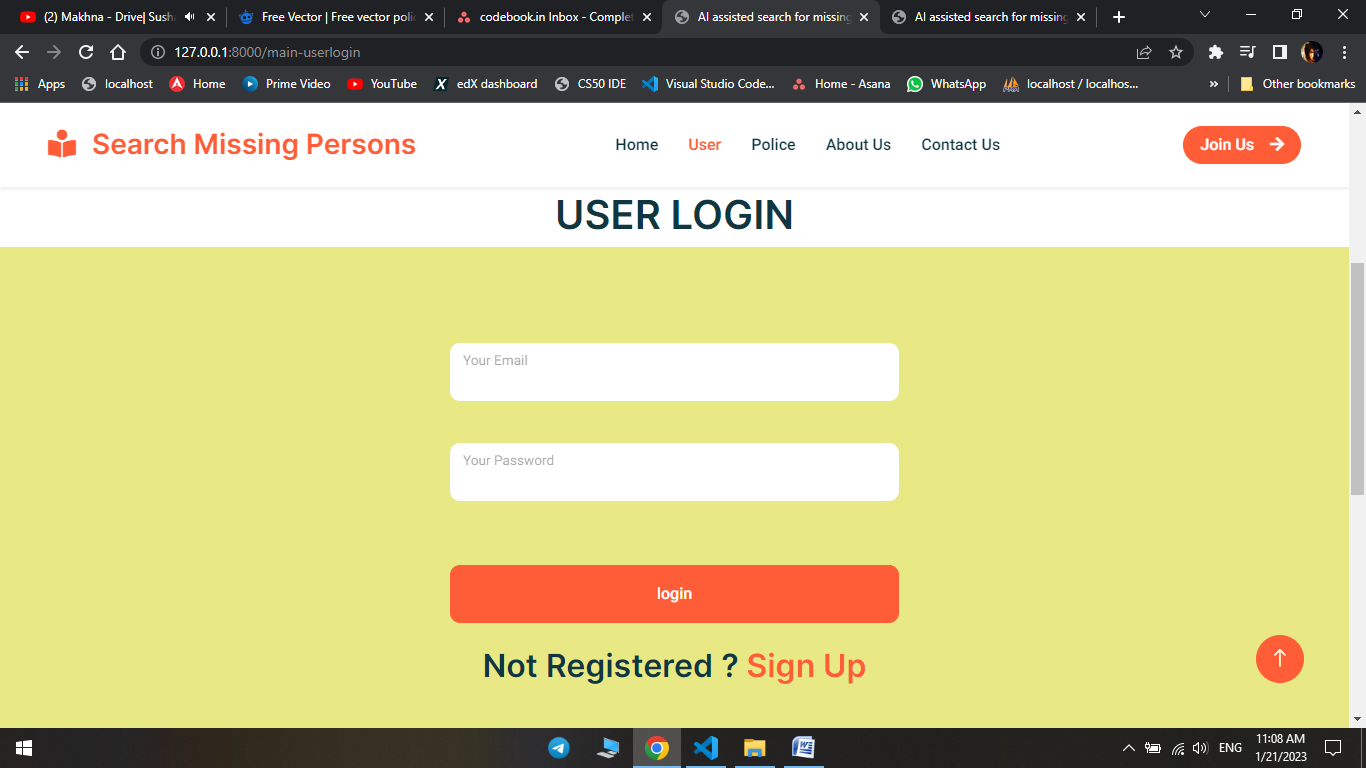 (2) Makhna - Drive| Susha
Free Vector | Free vector poli
codebook.in Inbox - Complet
AI assisted search for missing
AI assisted search for missing
127.0.0.1:8000/main-userlogin
Apps
localhost
Home
Prime Video
YouTube
edX dashboard
CS50 IDE
Visual Studio Code...
Home - Asana
WhatsApp
localhost / localhos...
»
Other bookmarks
Search Missing Persons
Home
User
Police
About Us
Contact Us
Join Us
USER LOGIN
Your Email
Your Password
login
Not Registered ? Sign Up
ENG
11:08 AM
1/21/2023